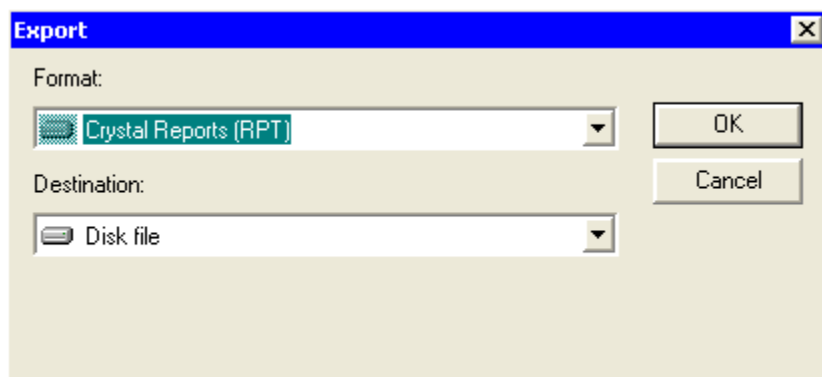 Export
Format:
Crystal Reports (RPT)
OK
Destination:
Cancel
Disk file